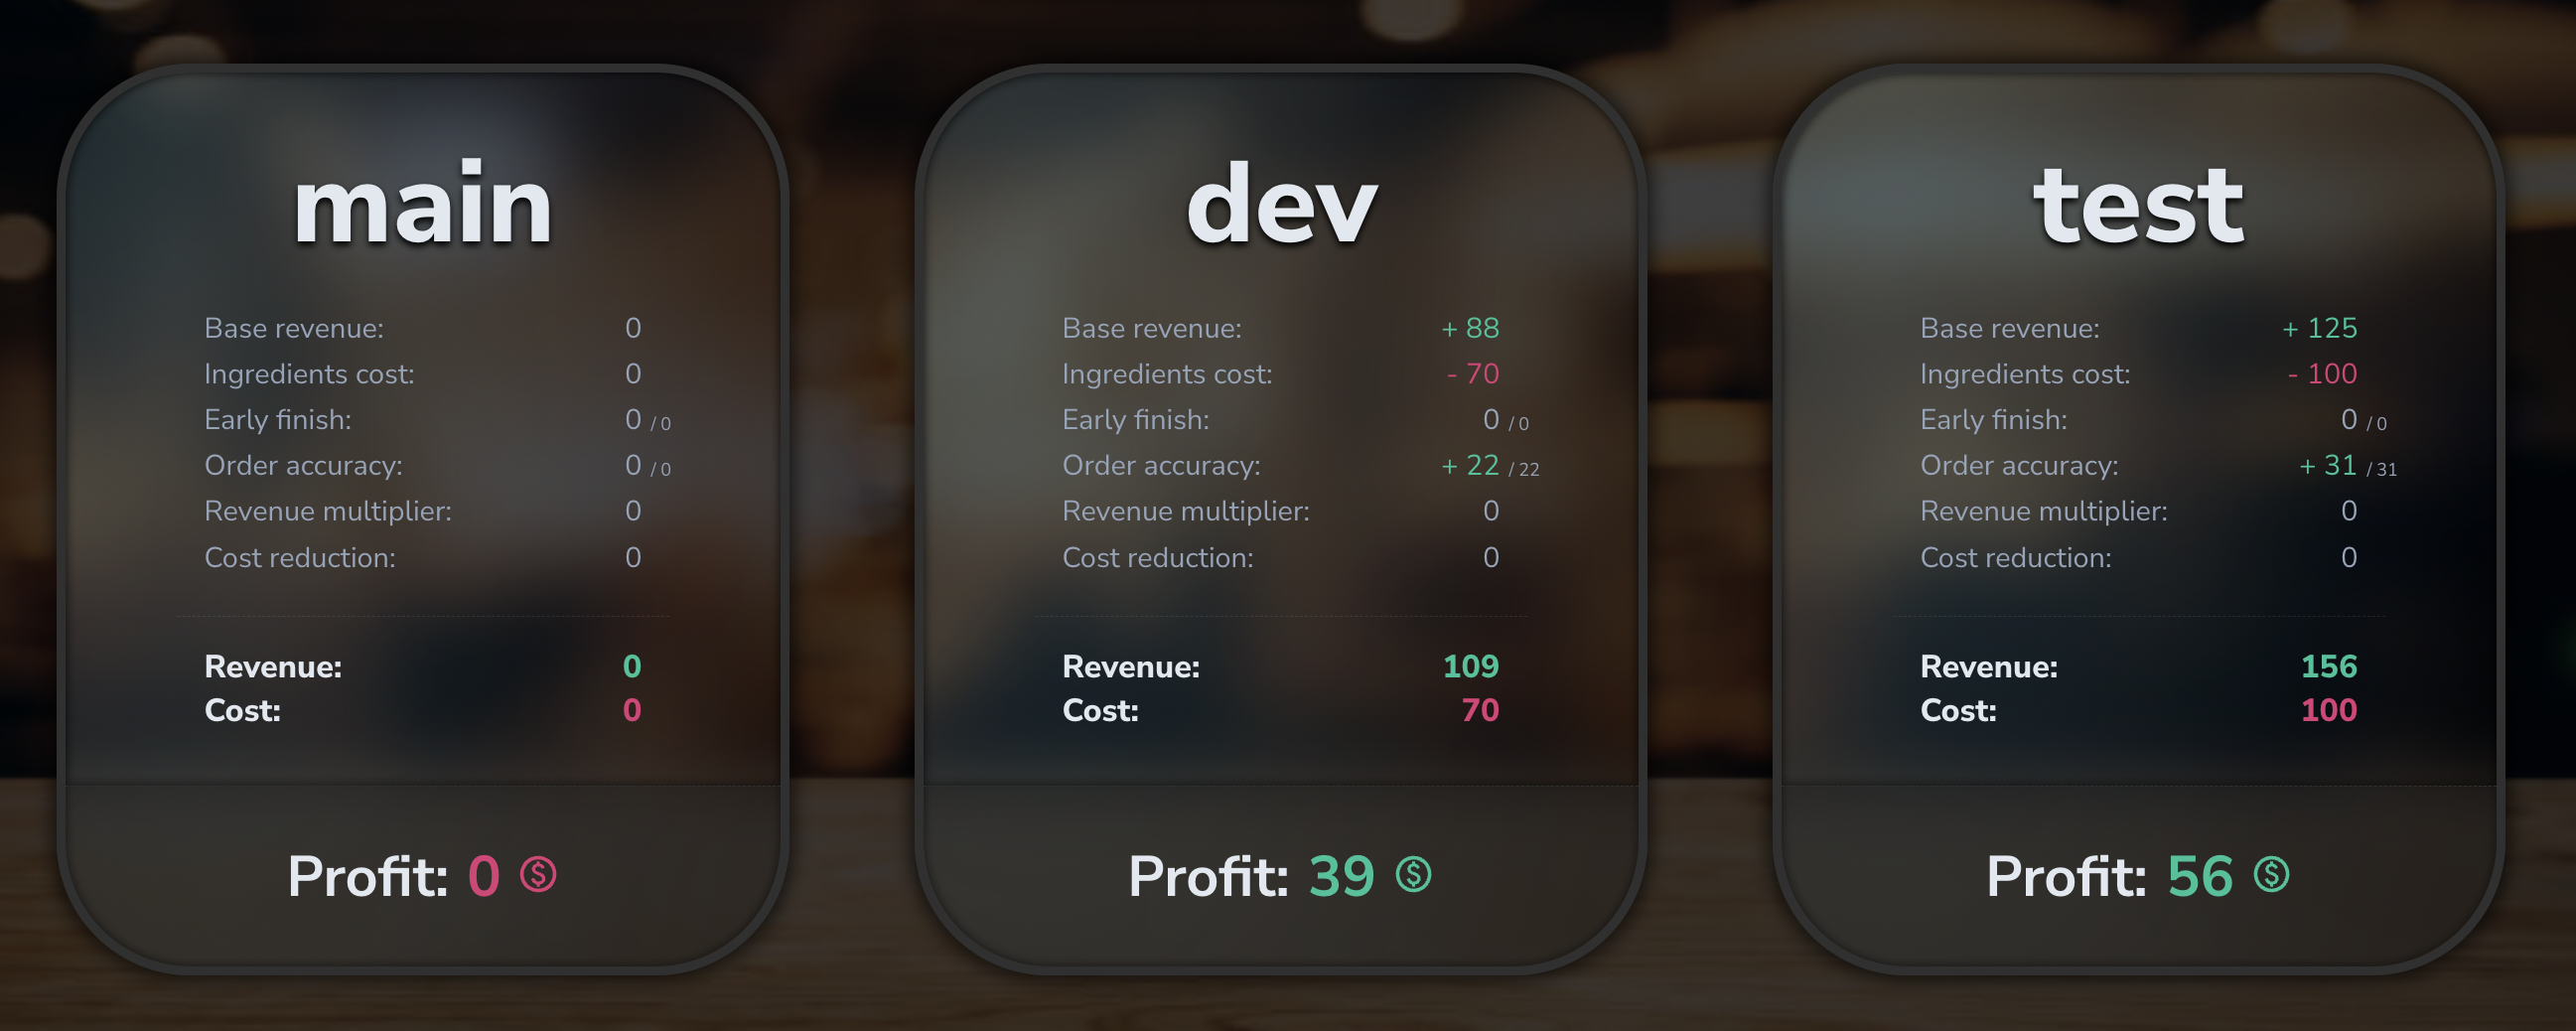 main
Base revenue: 0
Ingredients cost: 0
Early finish: 0 / 0
Order accuracy: 0 / 0
Revenue multiplier: 0
Cost reduction: 0
Revenue: 0
Cost: 0
Profit: 0
dev
Base revenue: + 88
Ingredients cost: - 70
Early finish: 0 / 0
Order accuracy: + 22 / 22
Revenue multiplier: 0
Cost reduction: 0
Revenue: 109
Cost: 70
Profit: 39
test
Base revenue: + 125
Ingredients cost: - 100
Early finish: 0 / 0
Order accuracy: + 31 / 31
Revenue multiplier: 0
Cost reduction: 0
Revenue: 156
Cost: 100
Profit: 56